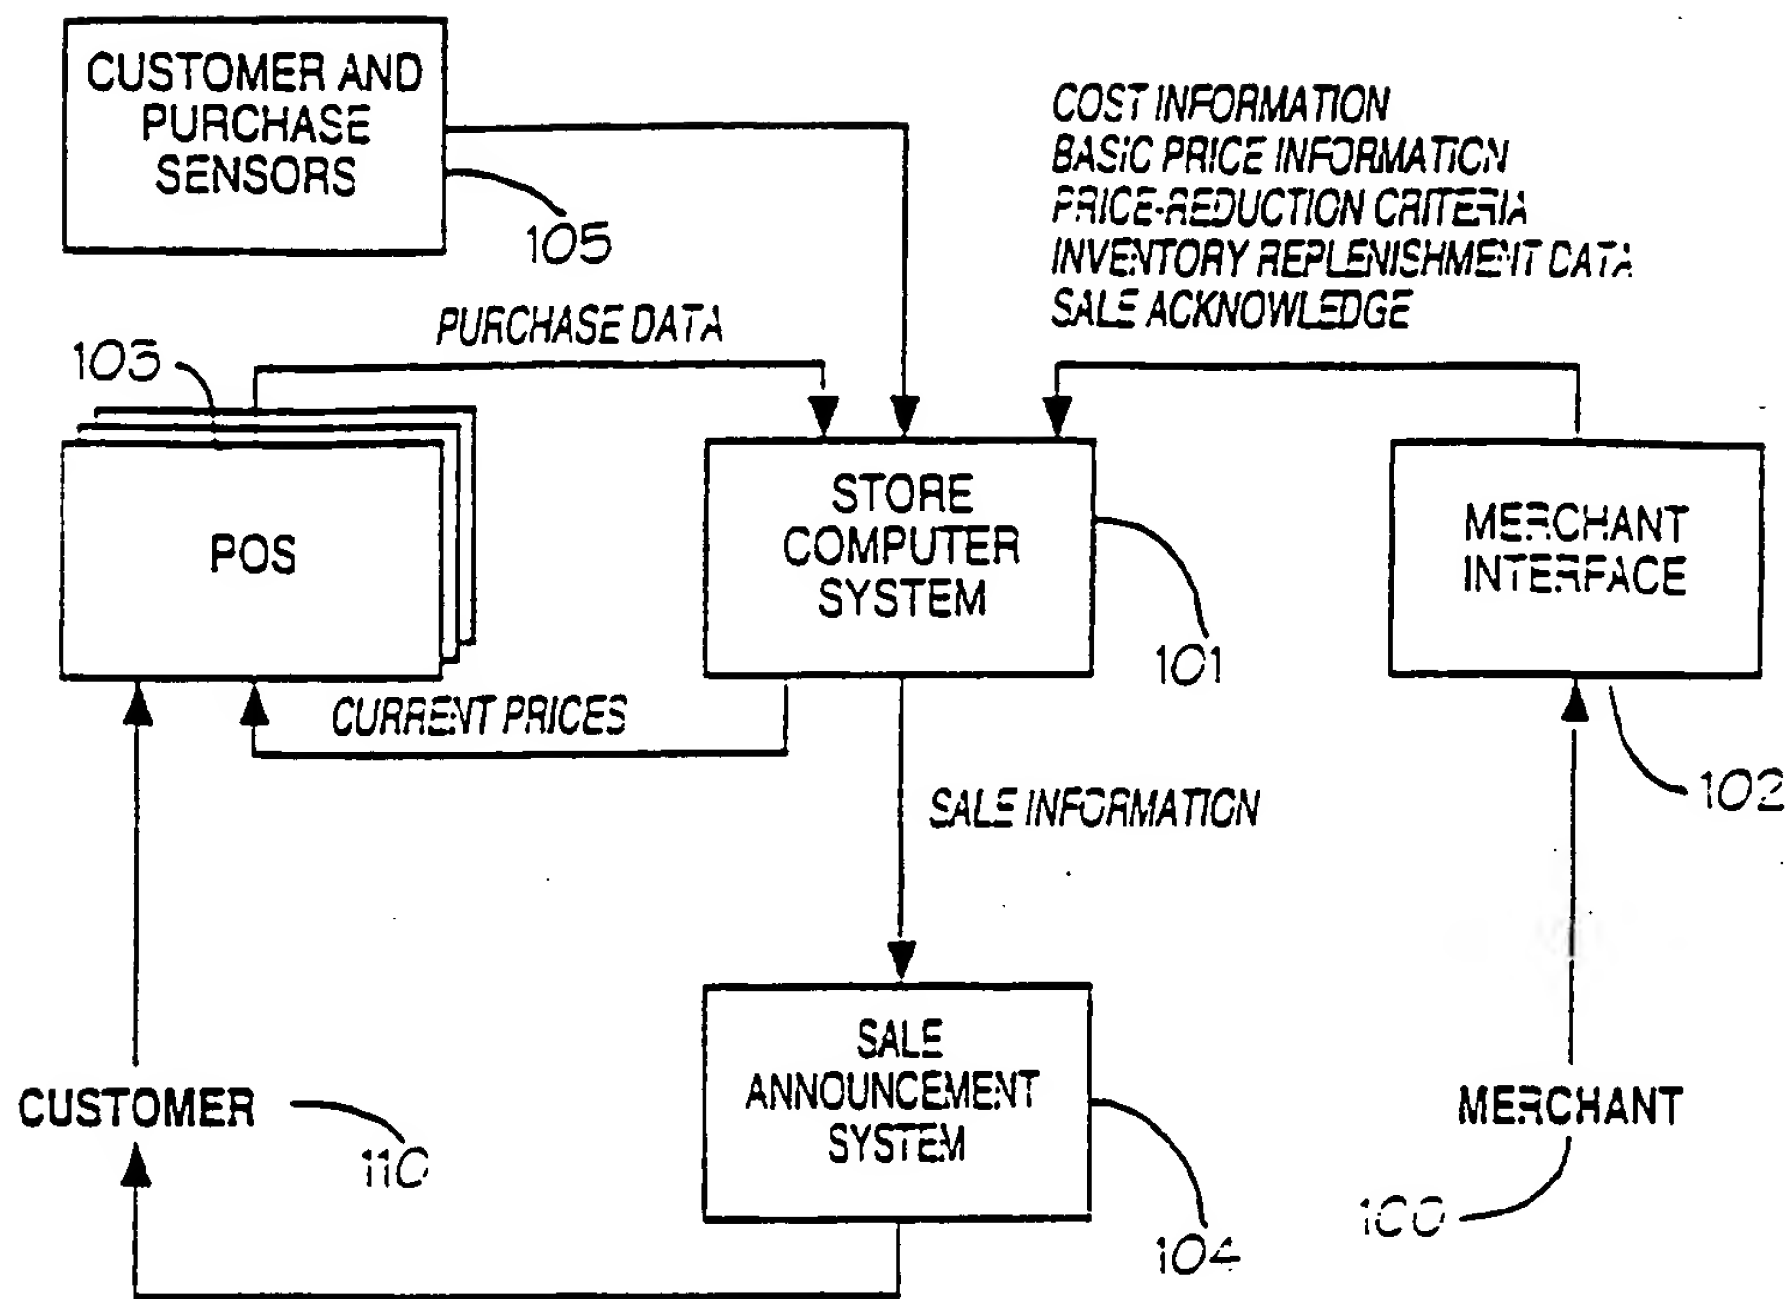 CUSTOMER AND
PURCHASE
SENSORS
105
COST INFORMATION
BASIC PRICE INFORMATION
PRICE-REDUCTION CRITERIA
INVENTORY REPLENISHMENT DATA
SALE ACKNOWLEDGE
PURCHASE DATA
103
POS
STORE
COMPUTER
SYSTEM
101
MERCHANT
INTERFACE
102
CURRENT PRICES
SALE INFORMATION
SALE
ANNOUNCEMENT
SYSTEM
104
CUSTOMER
110
MERCHANT
100